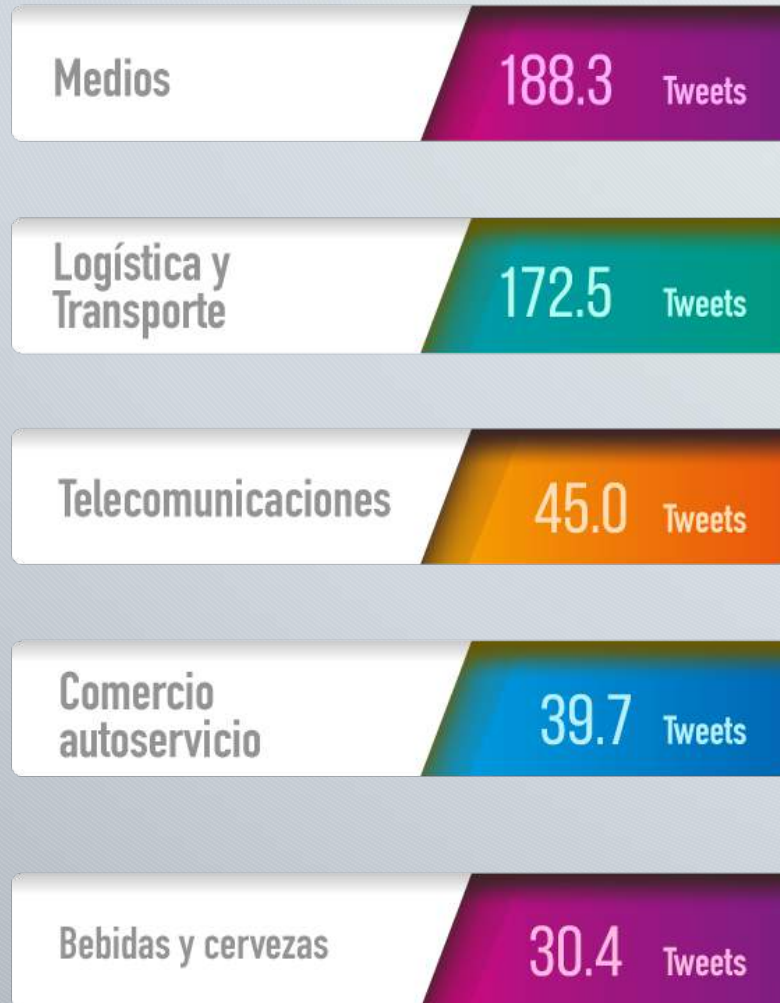 Medios
188.3 Tweets
Logística y
Transporte
172.5 Tweets
Telecomunicaciones
45.0 Tweets
Comercio
autoservicio
39.7 Tweets
Bebidas y cervezas
30.4 Tweets